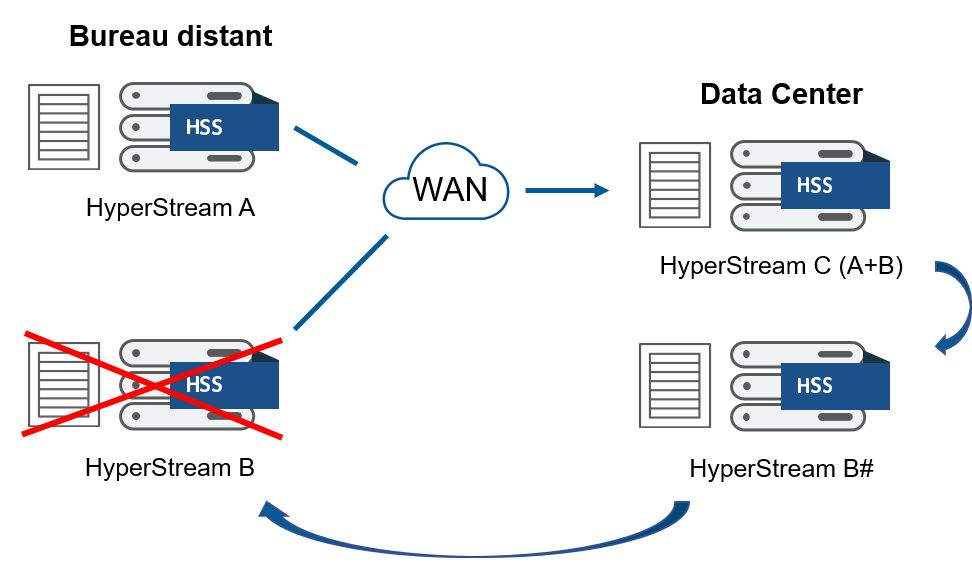 Bureau distant
HSS
HyperStream A
WAN
Data Center
HSS
HyperStream C (A+B)
HSS
HyperStream B
HSS
HyperStream B#